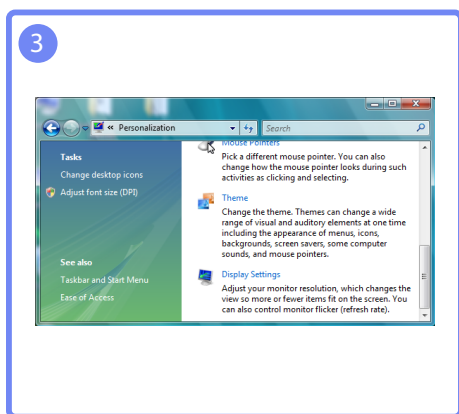 3
« Personalization
Search
Tasks
Change desktop icons
Adjust font size (DPI)
See also
Taskbar and Start Menu
Ease of Access
Mouse Pointers
Pick a different mouse pointer. You can also
change how the mouse pointer looks during such
activities as clicking and selecting.
Theme
Change the theme. Themes can change a wide
range of visual and auditory elements at one time
including the appearance of menus, icons,
backgrounds, screen savers, some computer
sounds, and mouse pointers.
Display Settings
Adjust your monitor resolution, which changes the
view so more or fewer items fit on the screen. You
can also control monitor flicker (refresh rate).